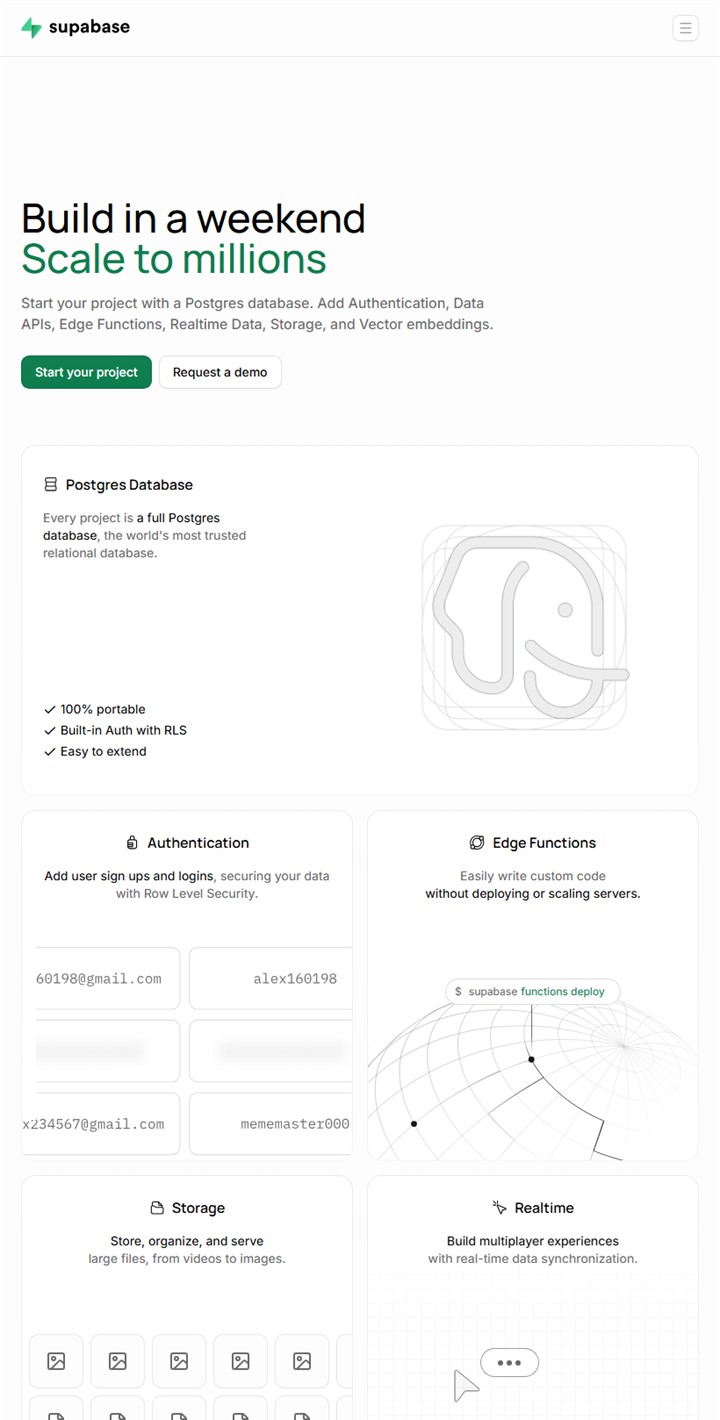 supabase
Build in a weekend
Scale to millions
Start your project with a Postgres database. Add Authentication, Data
APIs, Edge Functions, Realtime Data, Storage, and Vector embeddings.
Start your project
Request a demo
Postgres Database
Every project is a full Postgres
database, the world's most trusted
relational database.
100% portable
Built-in Auth with RLS
Easy to extend
Authentication
Add user sign ups and logins, securing your data
with Row Level Security.
60198@gmail.com
alex160198
x234567@gmail.com
mememaster000
Edge Functions
Easily write custom code
without deploying or scaling servers.
$ supabase functions deploy
Storage
Store, organize, and serve
large files, from videos to images.
Realtime
Build multiplayer experiences
with real-time data synchronization.